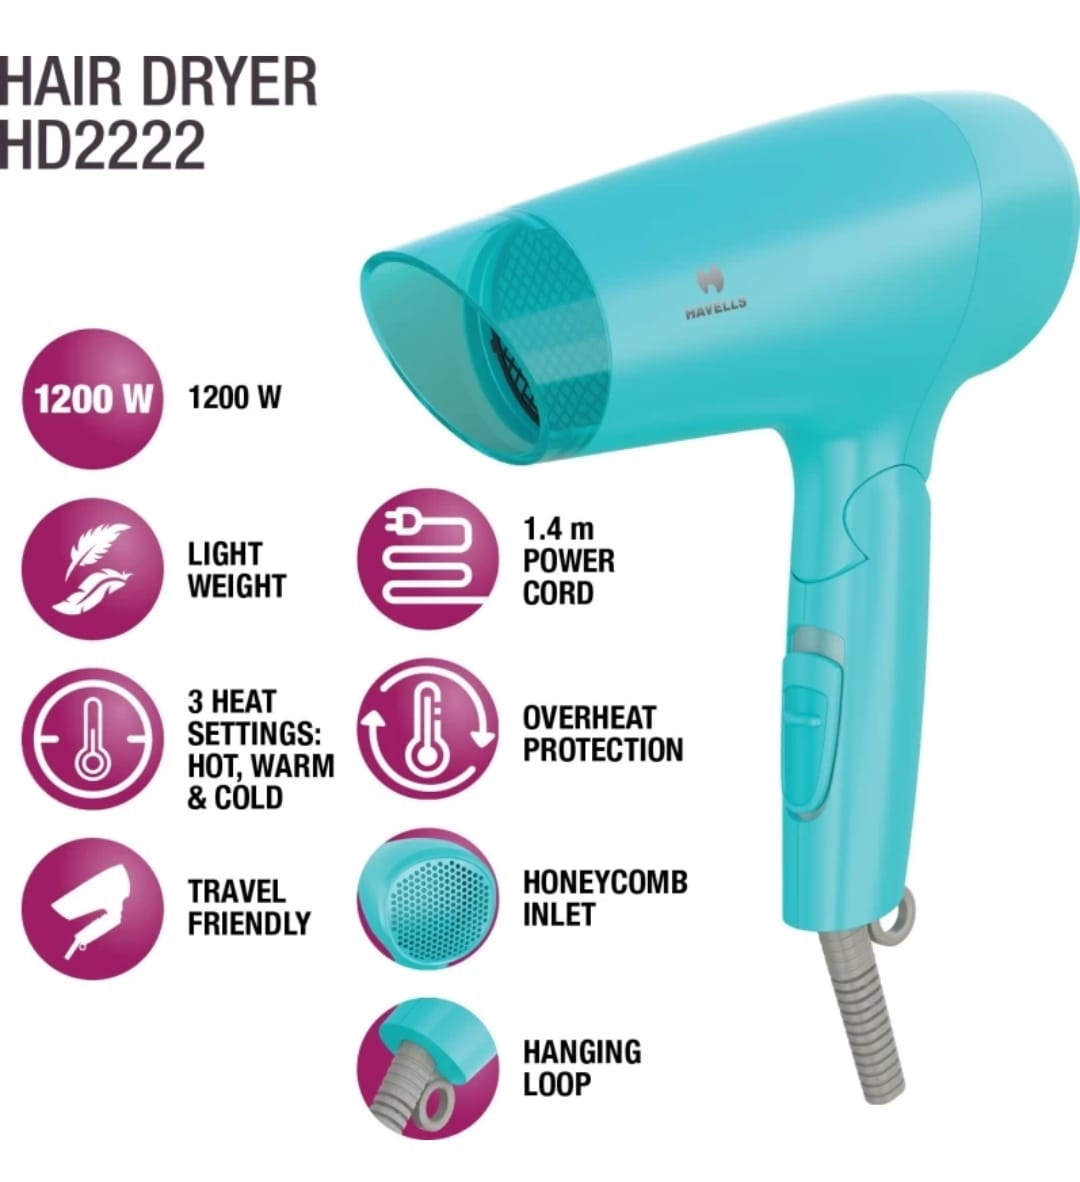 HAIR DRYER
HD2222
HAVELLS
1200 W
1200 W
LIGHT
WEIGHT
3 HEAT
SETTINGS:
HOT, WARM
& COLD
TRAVEL
FRIENDLY
1.4 m
POWER
CORD
OVERHEAT
PROTECTION
HONEYCOMB
INLET
HANGING
LOOP